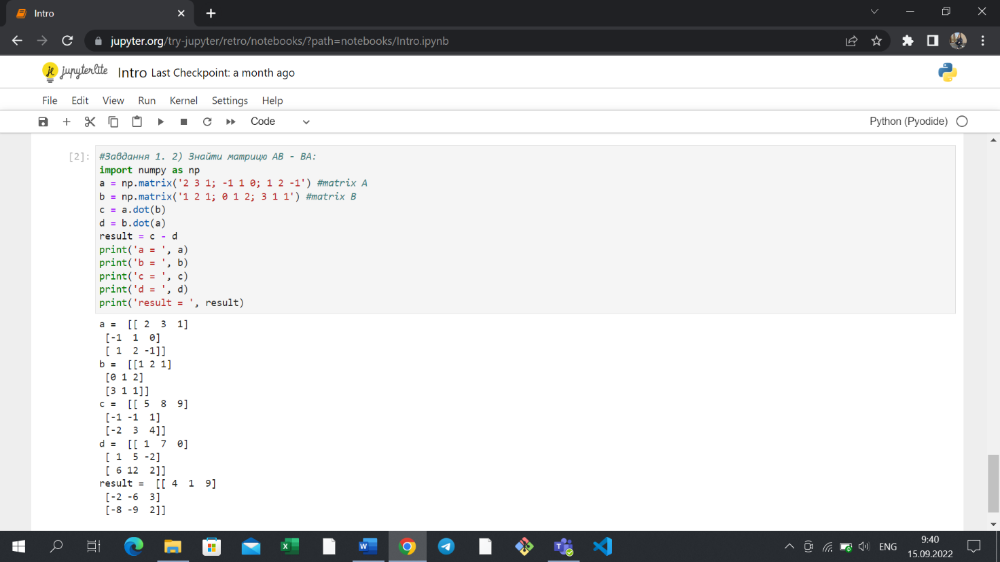 Intro
jupyter.org/try-jupyter/retro/notebooks/?path=notebooks/Intro.ipynb
jupyterlite Intro Last Checkpoint: a month ago
File Edit View Run Kernel Settings Help
Code
Python (Pyodide)
[2]: #Завдання 1. 2) Знайти матрицю АВ - ВА:
import numpy as np
a = np.matrix('2 3 1; -1 1 0; 1 2 -1') #matrix A
b = np.matrix('1 2 1; 0 1 2; 3 1 1') #matrix B
c = a.dot(b)
d = b.dot(a)
result = c - d
print('a = ', a)
print('b = ', b)
print('c = ', c)
print('d = ', d)
print('result = ', result)
a =  [[ 2  3  1]
 [-1  1  0]
 [ 1  2 -1]]
b =  [[1 2 1]
 [0 1 2]
 [3 1 1]]
c =  [[ 5  8  9]
 [-1 -1  1]
 [-2  3  4]]
d =  [[ 1  7  0]
 [ 1  5 -2]
 [ 6 12  2]]
result =  [[ 4  1  9]
 [-2 -6  3]
 [-8 -9  2]]
ENG
9:40
15.09.2022